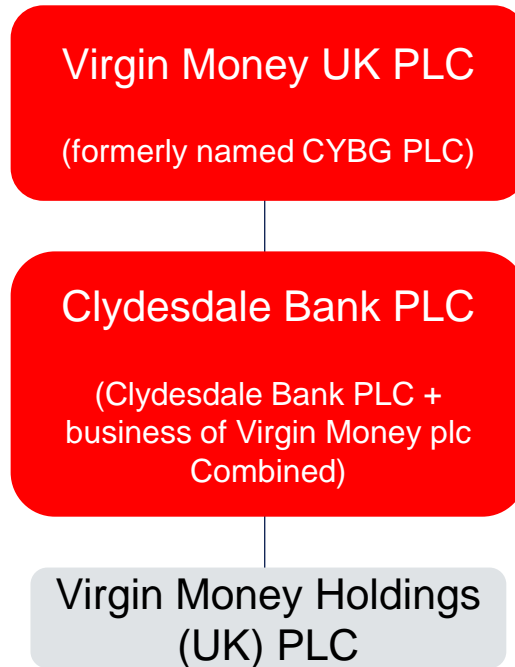 Virgin Money UK PLC
(formerly named CYBG PLC)
Clydesdale Bank PLC
(Clydesdale Bank PLC +
business of Virgin Money plc
Combined)
Virgin Money Holdings
(UK) PLC